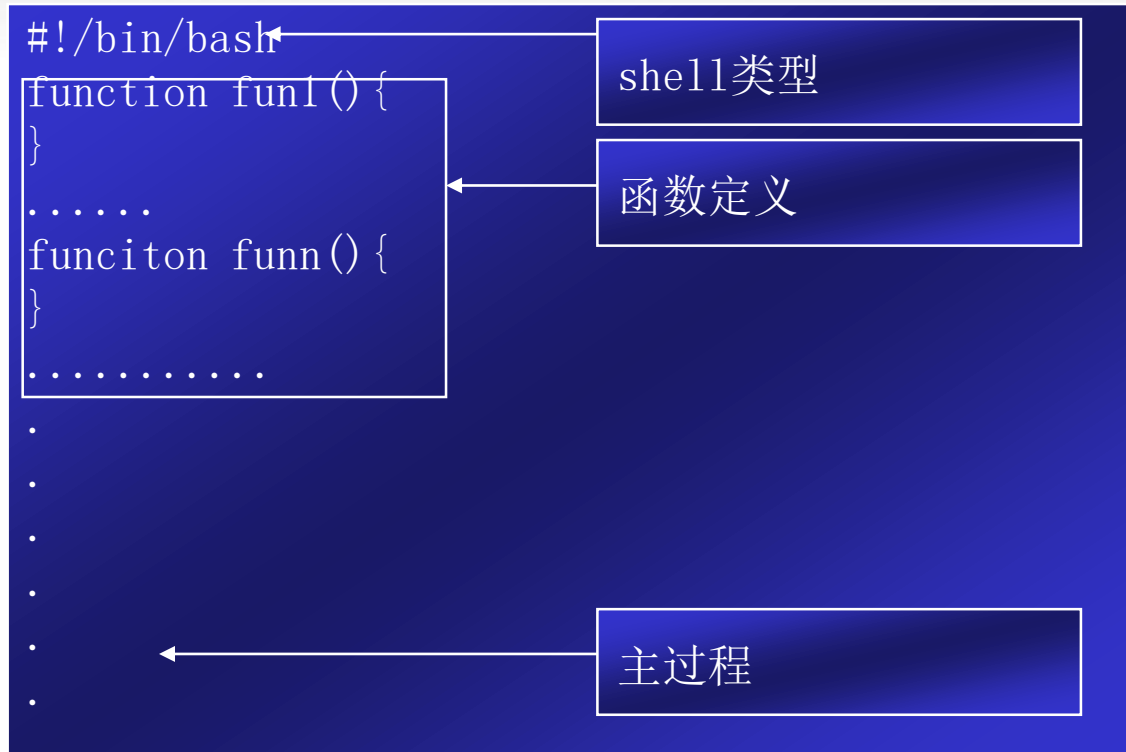 #!/bin/bash
shell类型
function fun1(){
}
函数定义
......
funciton funn(){
}
...........
.
.
.
.
.
主过程
.